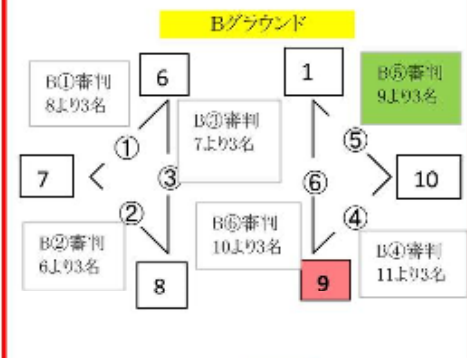 Bグラウンド
6
1
B①審判
8より3名
B⑤審判
9より3名
B③審判
7より3名
①
⑤
7
③
⑥
10
②
④
B②審判
6より3名
B⑥審判
10より3名
B④審判
11より3名
8
9